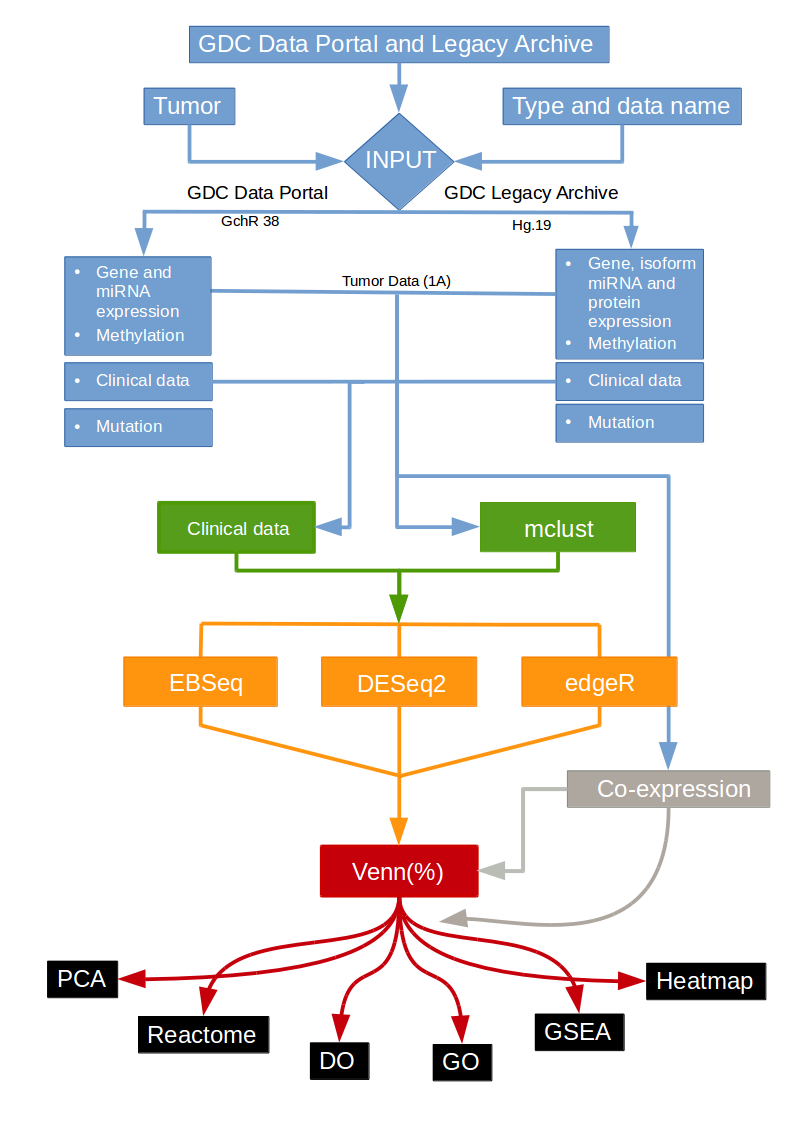 GDC Data Portal and Legacy Archive
Tumor
Type and data name
INPUT
GDC Data Portal
GDC Legacy Archive
GchR 38
Hg.19
• Gene and
miRNA
expression
• Methylation
Tumor Data (1A)
• Gene, isoform
miRNA and
protein
expression
• Methylation
• Clinical data
• Clinical data
• Mutation
• Mutation
Clinical data
mclust
EBSeq
DESeq2
edgeR
Co-expression
Venn(%)
PCA
Heatmap
Reactome
GSEA
DO
GO